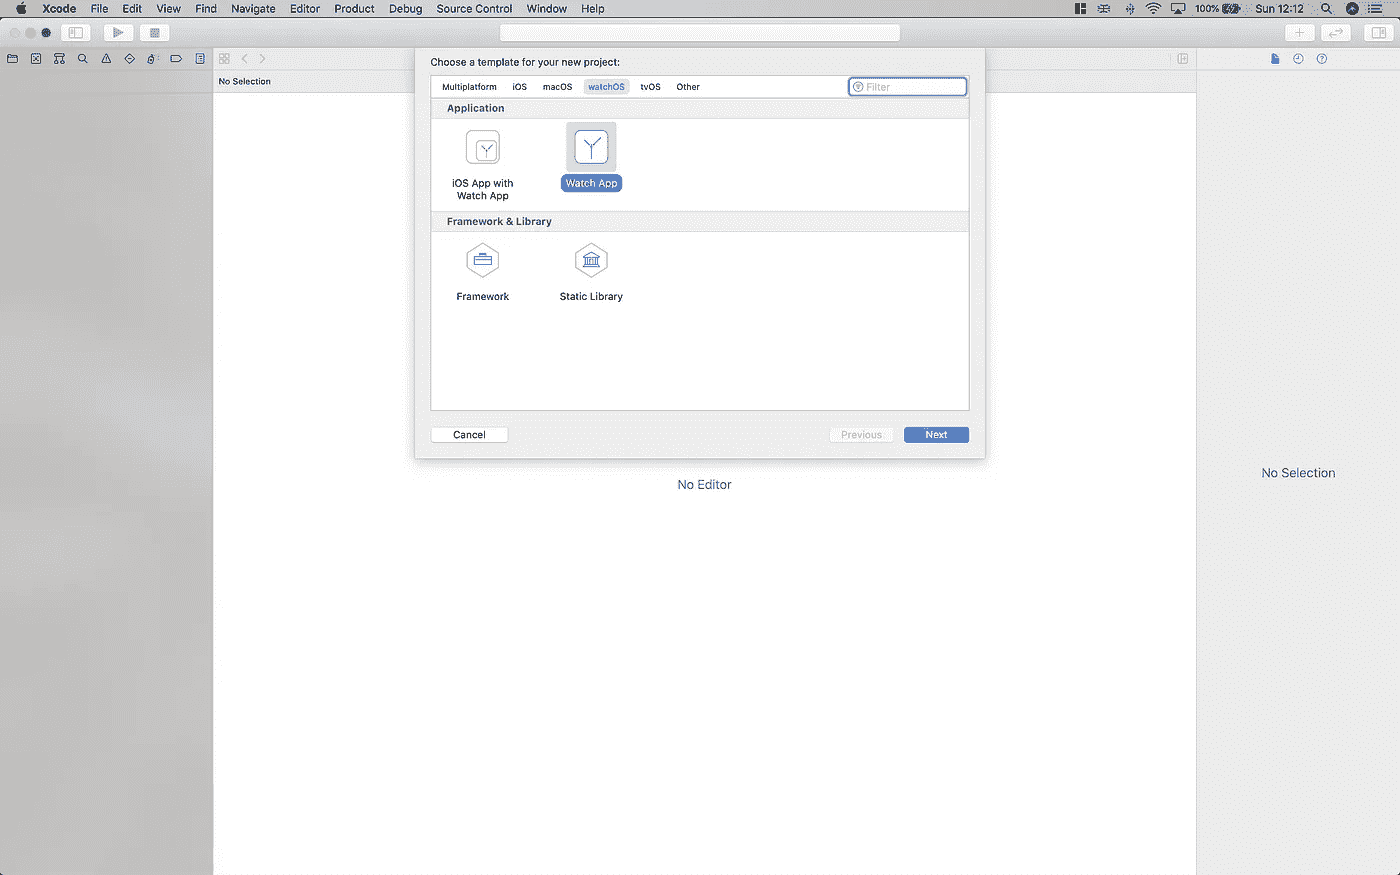 Xcode File Edit View Find Navigate Editor Product Debug Source Control Window Help 100% Sun 12:12
No Selection
Choose a template for your new project:
Multiplatform iOS macOS watchOS tvOS Other Filter
Application
iOS App with
Watch App
Watch App
Framework & Library
Framework Static Library
Cancel Previous Next
No Editor
No Selection